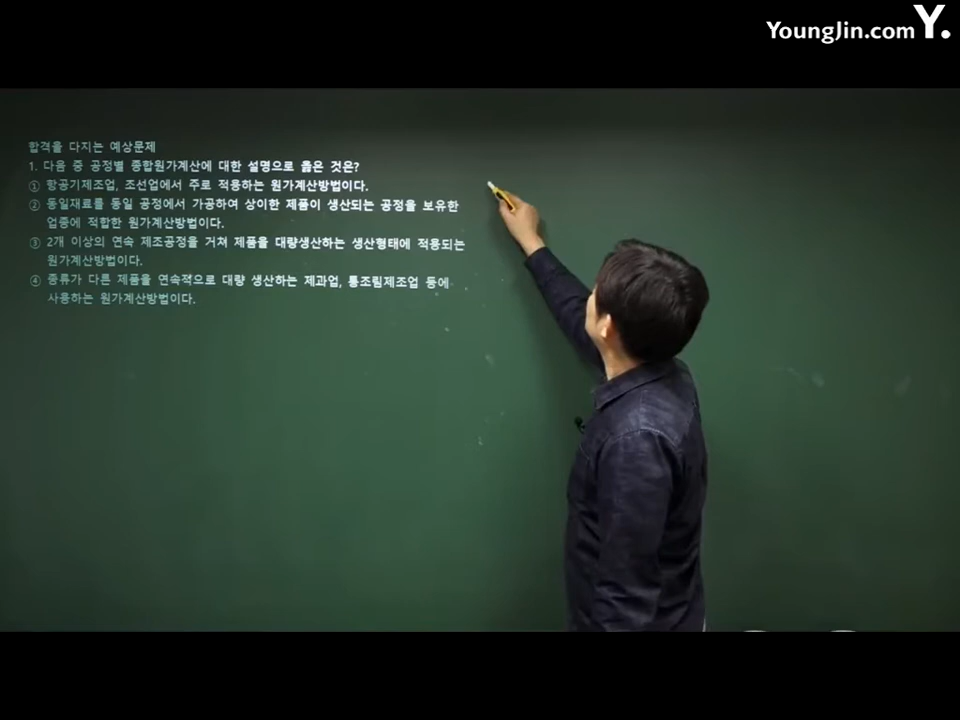 YoungJin.com Y.
합격을 다지는 예상문제
1. 다음 중 공정별 종합원가계산에 대한 설명으로 옳은 것은?
① 항공기제조업, 조선업에서 주로 적용하는 원가계산방법이다.
② 동일재료를 동일 공정에서 가공하여 상이한 제품이 생산되는 공정을 보유한
업종에 적합한 원가계산방법이다.
③ 2개 이상의 연속 제조공정을 거쳐 제품을 대량생산하는 생산형태에 적용되는
원가계산방법이다.
④ 종류가 다른 제품을 연속적으로 대량 생산하는 제과업, 통조림제조업 등에
사용하는 원가계산방법이다.